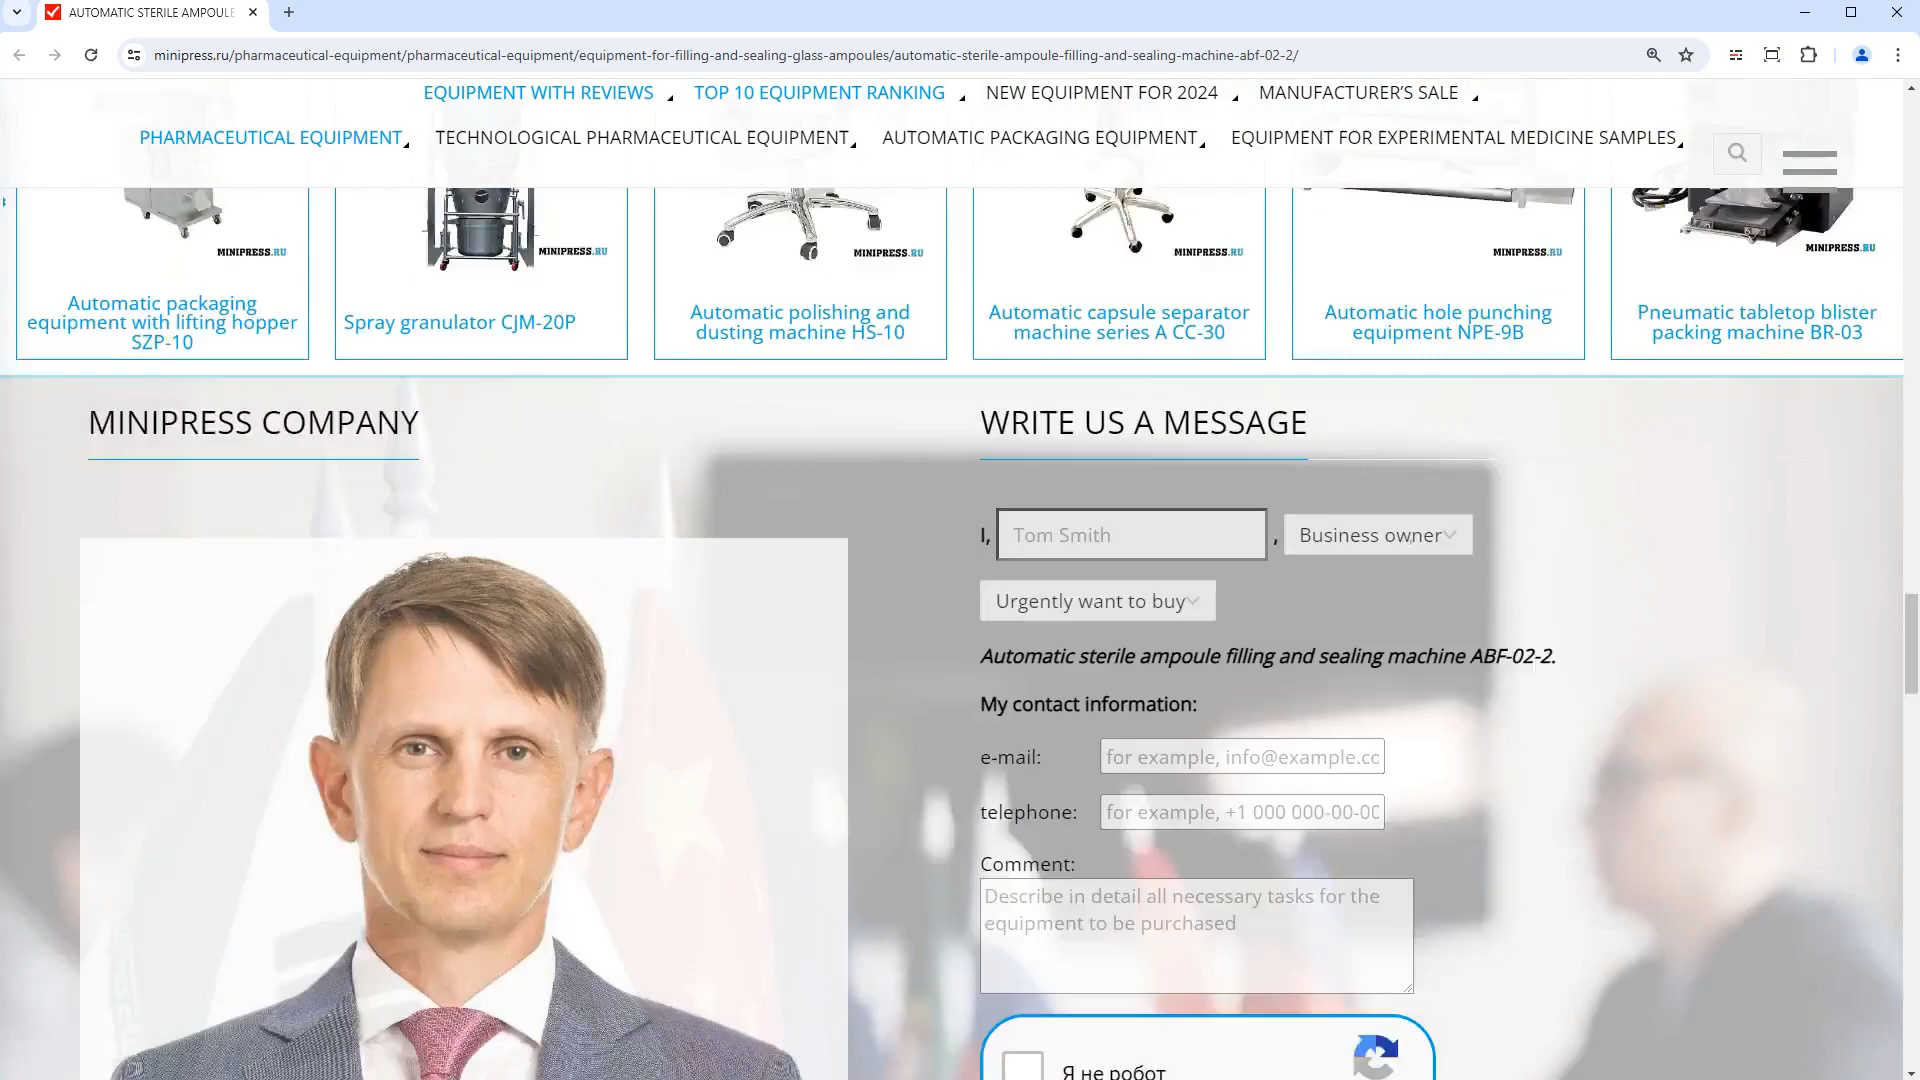 AUTOMATIC STERILE AMPOULE
minipress.ru/pharmaceutical-equipment/pharmaceutical-equipment/equipment-for-filling-and-sealing-glass-ampoules/automatic-sterile-ampoule-filling-and-sealing-machine-abf-02-2/
EQUIPMENT WITH REVIEWS TOP 10 EQUIPMENT RANKING NEW EQUIPMENT FOR 2024 MANUFACTURER'S SALE
PHARMACEUTICAL EQUIPMENT TECHNOLOGICAL PHARMACEUTICAL EQUIPMENT AUTOMATIC PACKAGING EQUIPMENT EQUIPMENT FOR EXPERIMENTAL MEDICINE SAMPLES
MINIPRESS.RU MINIPRESS.RU MINIPRESS.RU MINIPRESS.RU MINIPRESS.RU MINIPRESS.RU
Automatic packaging
equipment with lifting hopper
SZP-10
Spray granulator CJM-20P
Automatic polishing and
dusting machine HS-10
Automatic capsule separator
machine series A CC-30
Automatic hole punching
equipment NPE-9B
Pneumatic tabletop blister
packing machine BR-03
MINIPRESS COMPANY
WRITE US A MESSAGE
I, Tom Smith , Business owner
Urgently want to buy
Automatic sterile ampoule filling and sealing machine ABF-02-2.
My contact information:
e-mail: for example, info@example.co
telephone: for example, +1 000 000-00-00
Comment:
Describe in detail all necessary tasks for the
equipment to be purchased
Я не робот